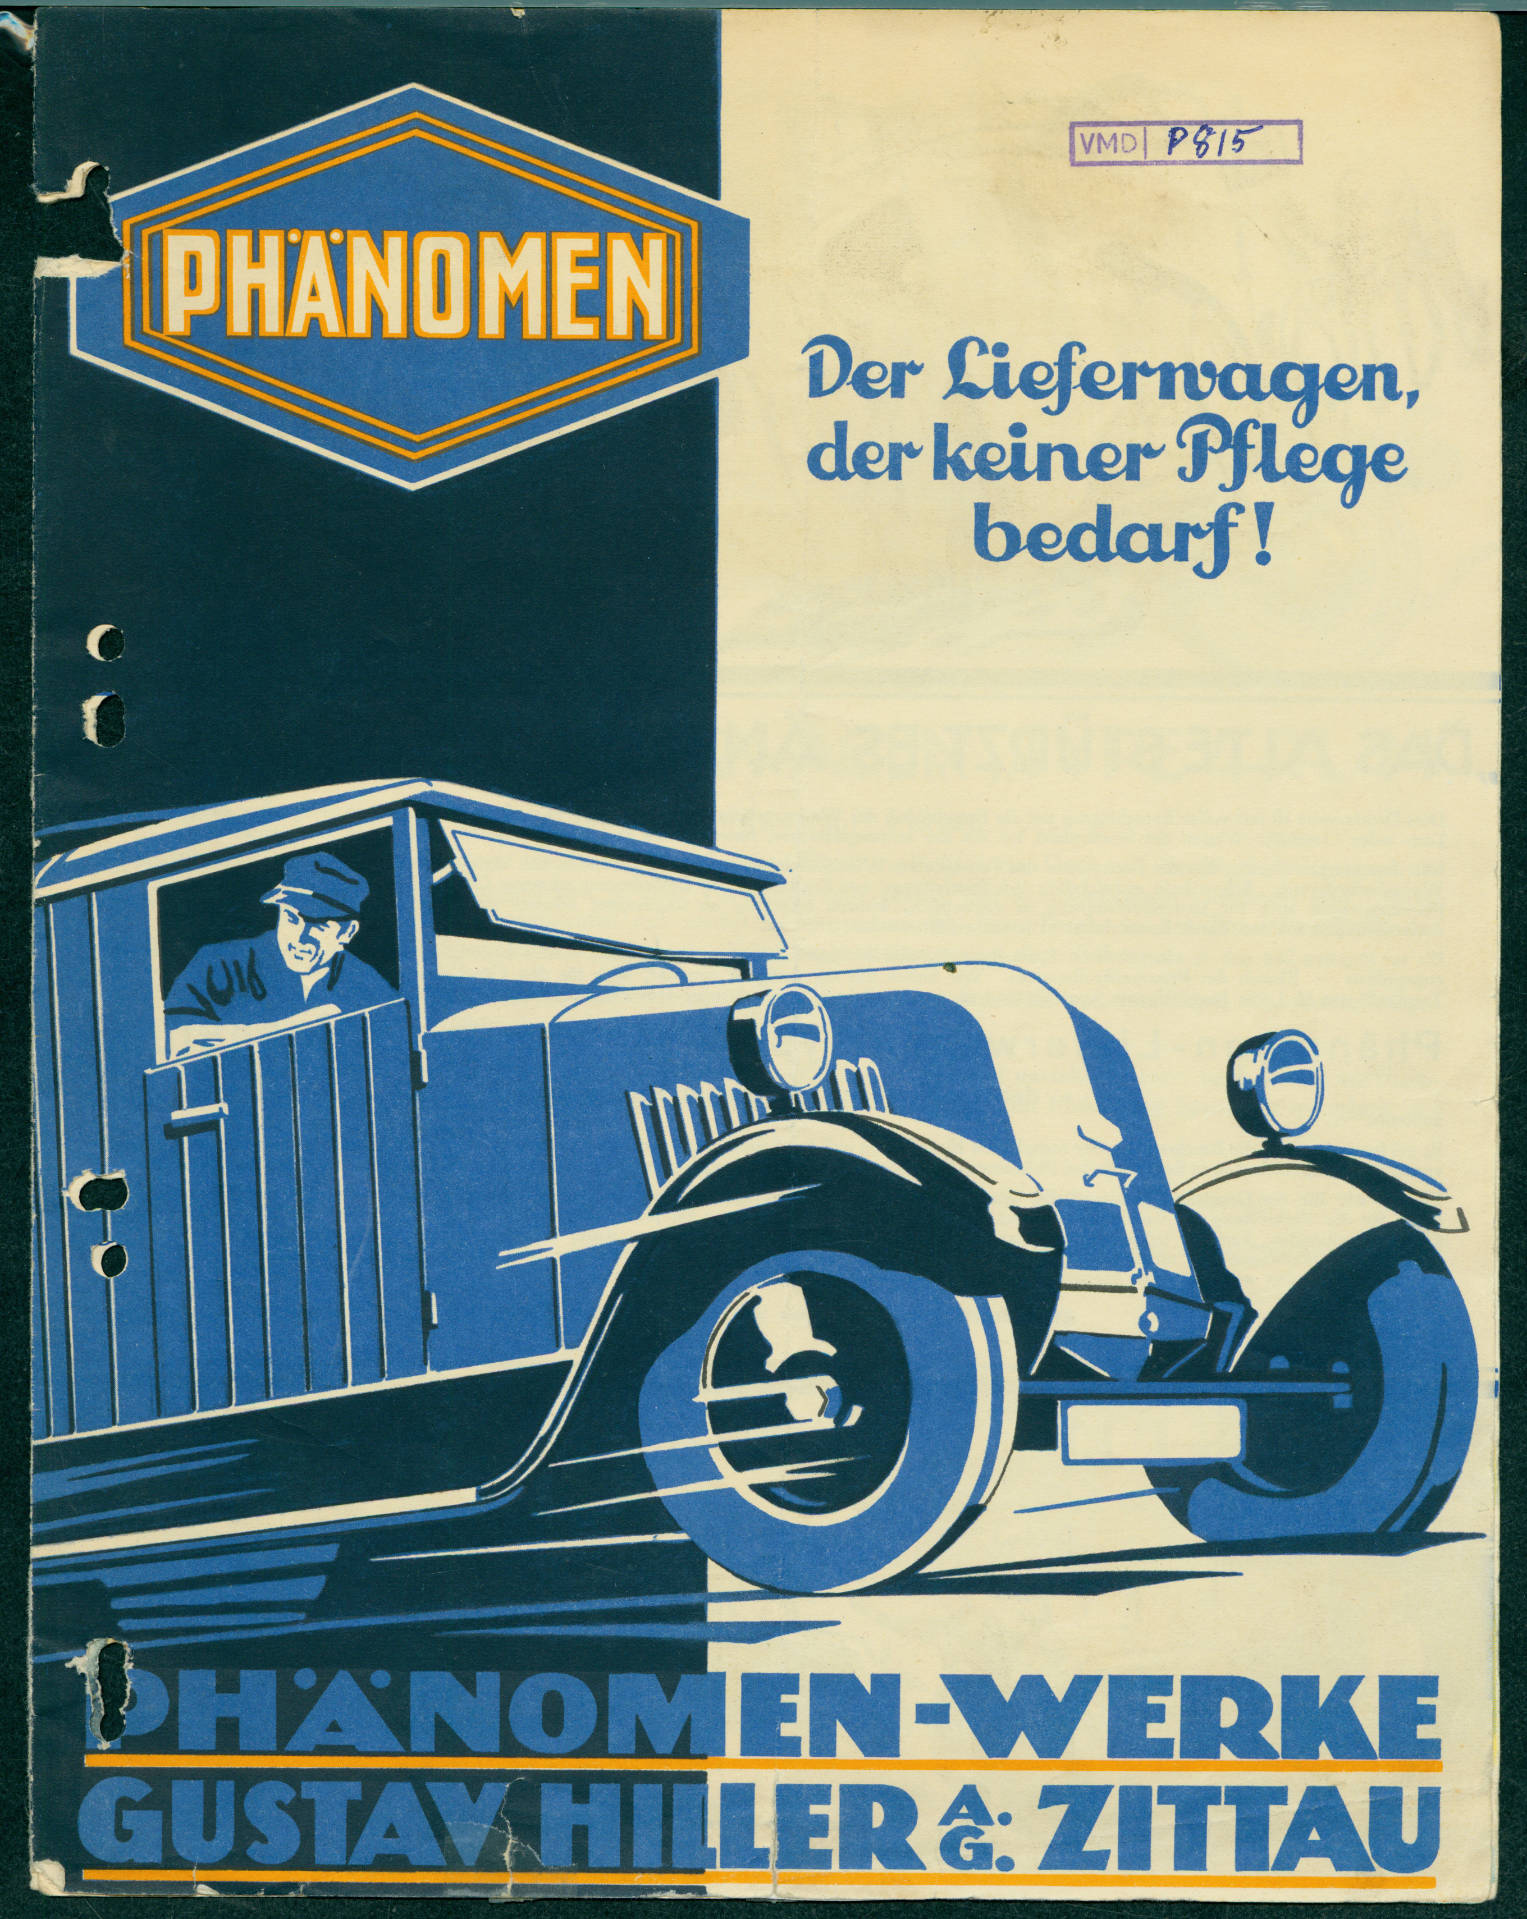 VMD P815
PHÄNOMEN
Der Lieferwagen,
der keiner Pflege
bedarf!
PHÄNOMEN-WERKE
GUSTAV HILLER A.G. ZITTAU